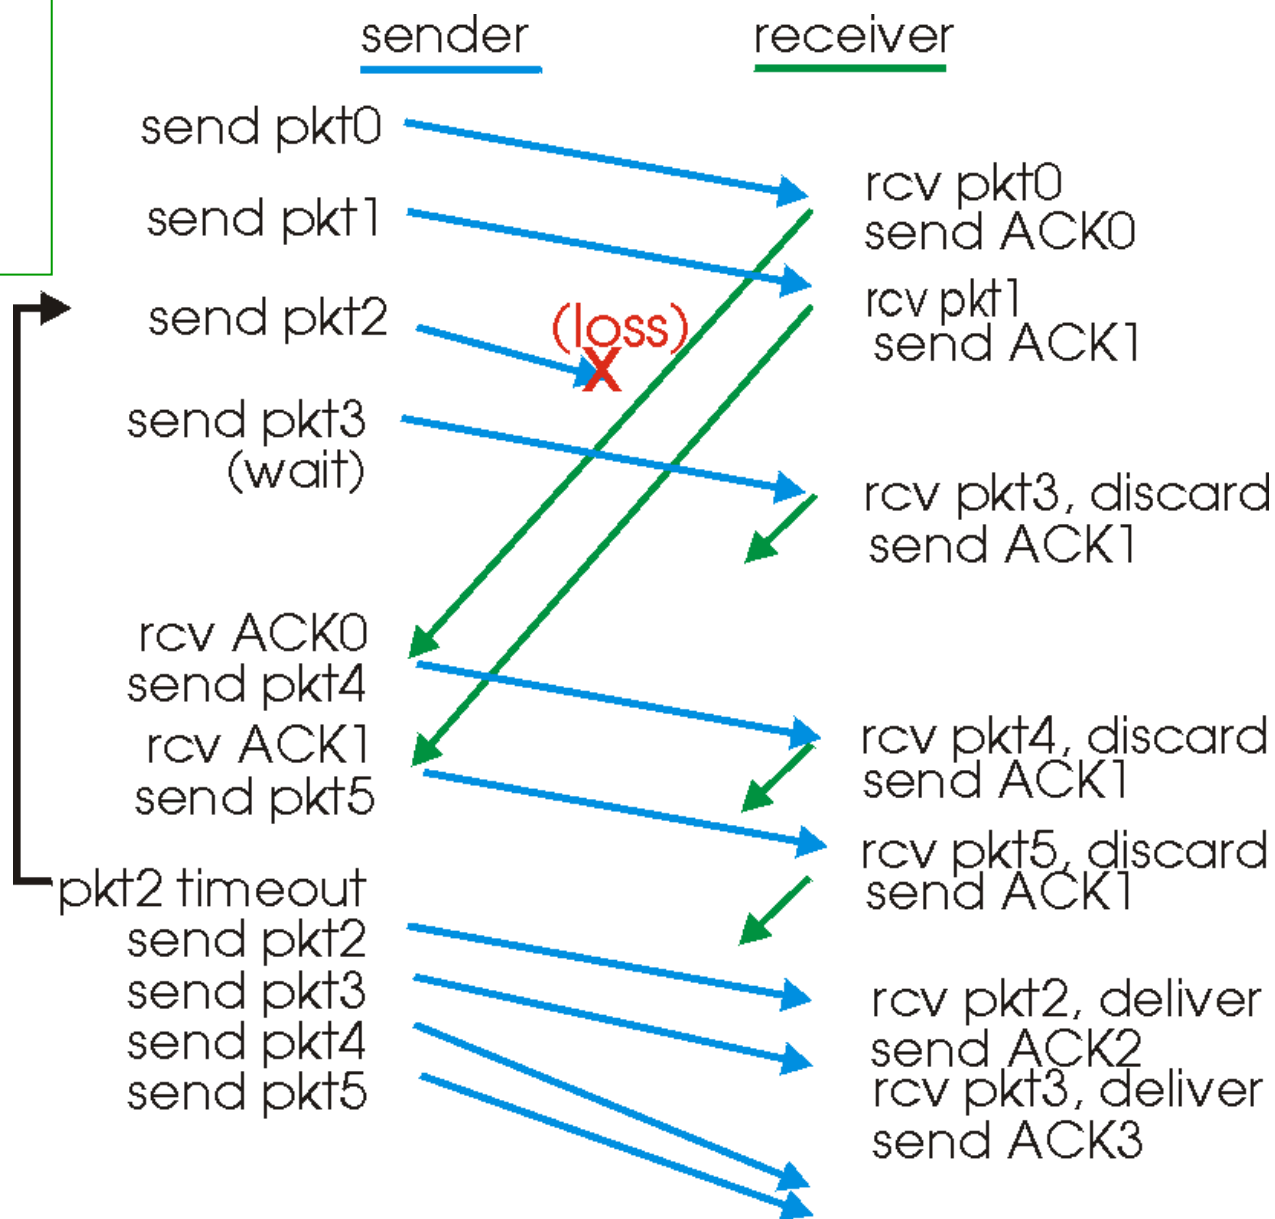 sender
receiver
send pkt0
send pkt1
send pkt2
send pkt3
(wait)
(loss)
X
rcv pkt0
send ACK0
rcv pkt1
send ACK1
rcv pkt3, discard
send ACK1
rcv ACK0
send pkt4
rcv ACK1
send pkt5
rcv pkt4, discard
send ACK1
rcv pkt5, discard
send ACK1
pkt2 timeout
send pkt2
send pkt3
send pkt4
send pkt5
rcv pkt2, deliver
send ACK2
rcv pkt3, deliver
send ACK3